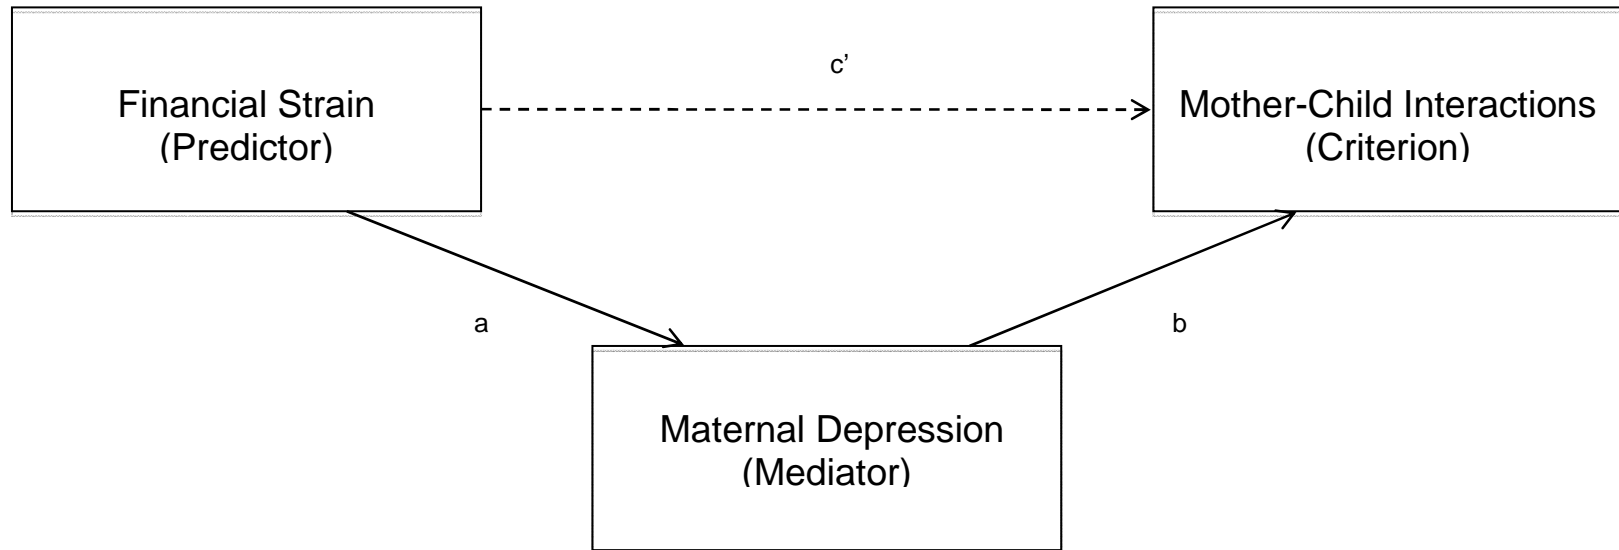 c’
Financial Strain
(Predictor)
Mother-Child Interactions
(Criterion)
a
b
Maternal Depression
(Mediator)